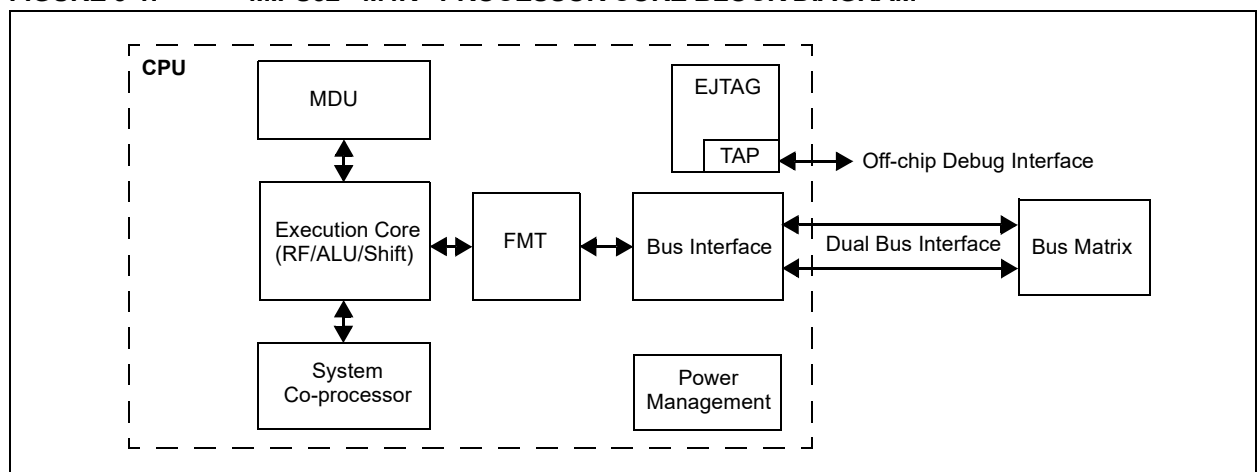 CPU
MDU
EJTAG
TAP
Off-chip Debug Interface
Execution Core
(RF/ALU/Shift)
FMT
Bus Interface
Dual Bus Interface
Bus Matrix
System
Co-processor
Power
Management